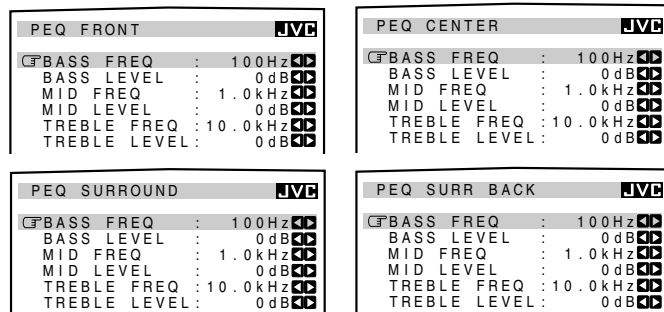 PEQ FRONT JVC
BASS FREQ : 100Hz
BASS LEVEL : 0dB
MID FREQ : 1.0kHz
MID LEVEL : 0dB
TREBLE FREQ :10.0kHz
TREBLE LEVEL: 0dB
PEQ CENTER JVC
BASS FREQ : 100Hz
BASS LEVEL : 0dB
MID FREQ : 1.0kHz
MID LEVEL : 0dB
TREBLE FREQ :10.0kHz
TREBLE LEVEL: 0dB
PEQ SURROUND JVC
BASS FREQ : 100Hz
BASS LEVEL : 0dB
MID FREQ : 1.0kHz
MID LEVEL : 0dB
TREBLE FREQ :10.0kHz
TREBLE LEVEL: 0dB
PEQ SURR BACK JVC
BASS FREQ : 100Hz
BASS LEVEL : 0dB
MID FREQ : 1.0kHz
MID LEVEL : 0dB
TREBLE FREQ :10.0kHz
TREBLE LEVEL: 0dB